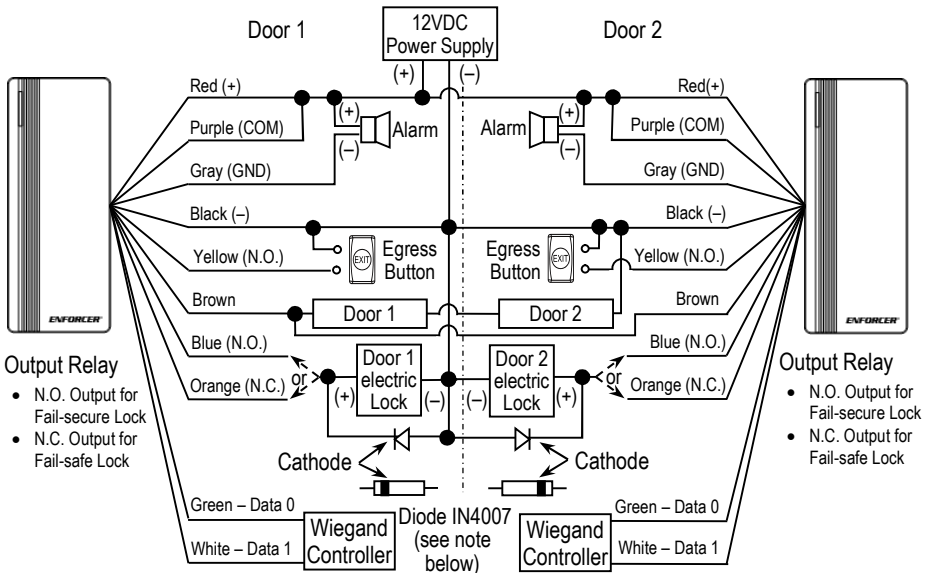 12VDC
Power Supply
Door 1
Door 2
(+)
(–)
Red (+)
Red(+)
(+)
(+)
Purple (COM)
Alarm
Alarm
Purple (COM)
(–)
(–)
Gray (GND)
Gray (GND)
Black (–)
Black (–)
Egress
Button
EXIT
Egress
Button
EXIT
Yellow (N.O.)
Yellow (N.O.)
Brown
Brown
Door 1
Door 2
ENFORCER
ENFORCER
Blue (N.O.)
Blue (N.O.)
Output Relay
• N.O. Output for
Fail-secure Lock
• N.C. Output for
Fail-safe Lock
or
Orange (N.C.)
(+)
Door 1
electric
Lock
(–)
(–)
Door 2
electric
Lock
(+)
or
Orange (N.C.)
Output Relay
• N.O. Output for
Fail-secure Lock
• N.C. Output for
Fail-safe Lock
Cathode
Cathode
Green – Data 0
Green – Data 0
Wiegand
Controller
Diode IN4007
(see note
below)
Wiegand
Controller
White – Data 1
White – Data 1